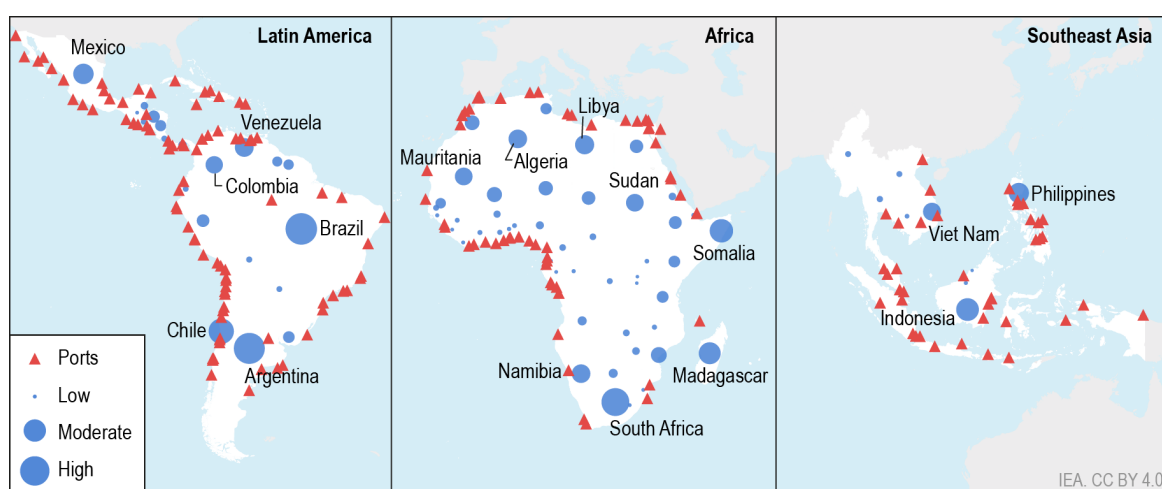 Latin America
Mexico
Venezuela
Colombia
Brazil
Chile
Argentina
Ports
Low
Moderate
High
Africa
Libya
Algeria
Mauritania
Sudan
Somalia
Namibia
Madagascar
South Africa
Southeast Asia
Philippines
Viet Nam
Indonesia
IEA. CC BY 4.0